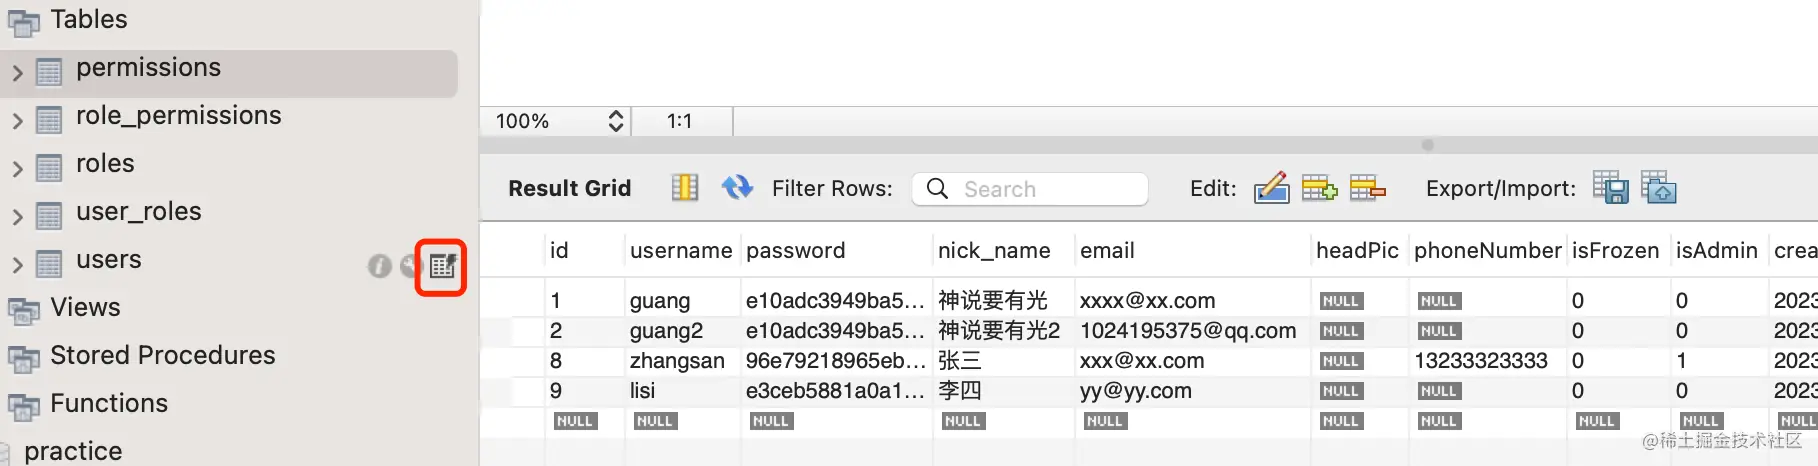 Tables
permissions
role_permissions
roles
user_roles
users
Views
Stored Procedures
Functions
practice
100% 1:1
Result Grid Filter Rows: Search Edit: Export/Import:
id username password nick_name email headPic phoneNumber isFrozen isAdmin crea
1 guang e10adc3949ba5... 神说要有光 xxxx@xx.com NULL NULL 0 0 2023
2 guang2 e10adc3949ba5... 神说要有光2 1024195375@qq.com NULL NULL 0 0 2023
8 zhangsan 96e79218965eb... 张三 xxx@xx.com NULL 13233323333 0 1 2023
9 lisi e3ceb5881a0a1... 李四 yy@yy.com NULL NULL 0 0 2023
NULL NULL NULL NULL NULL NULL NULL NULL NULL NULL
@稀土掘金技术社区